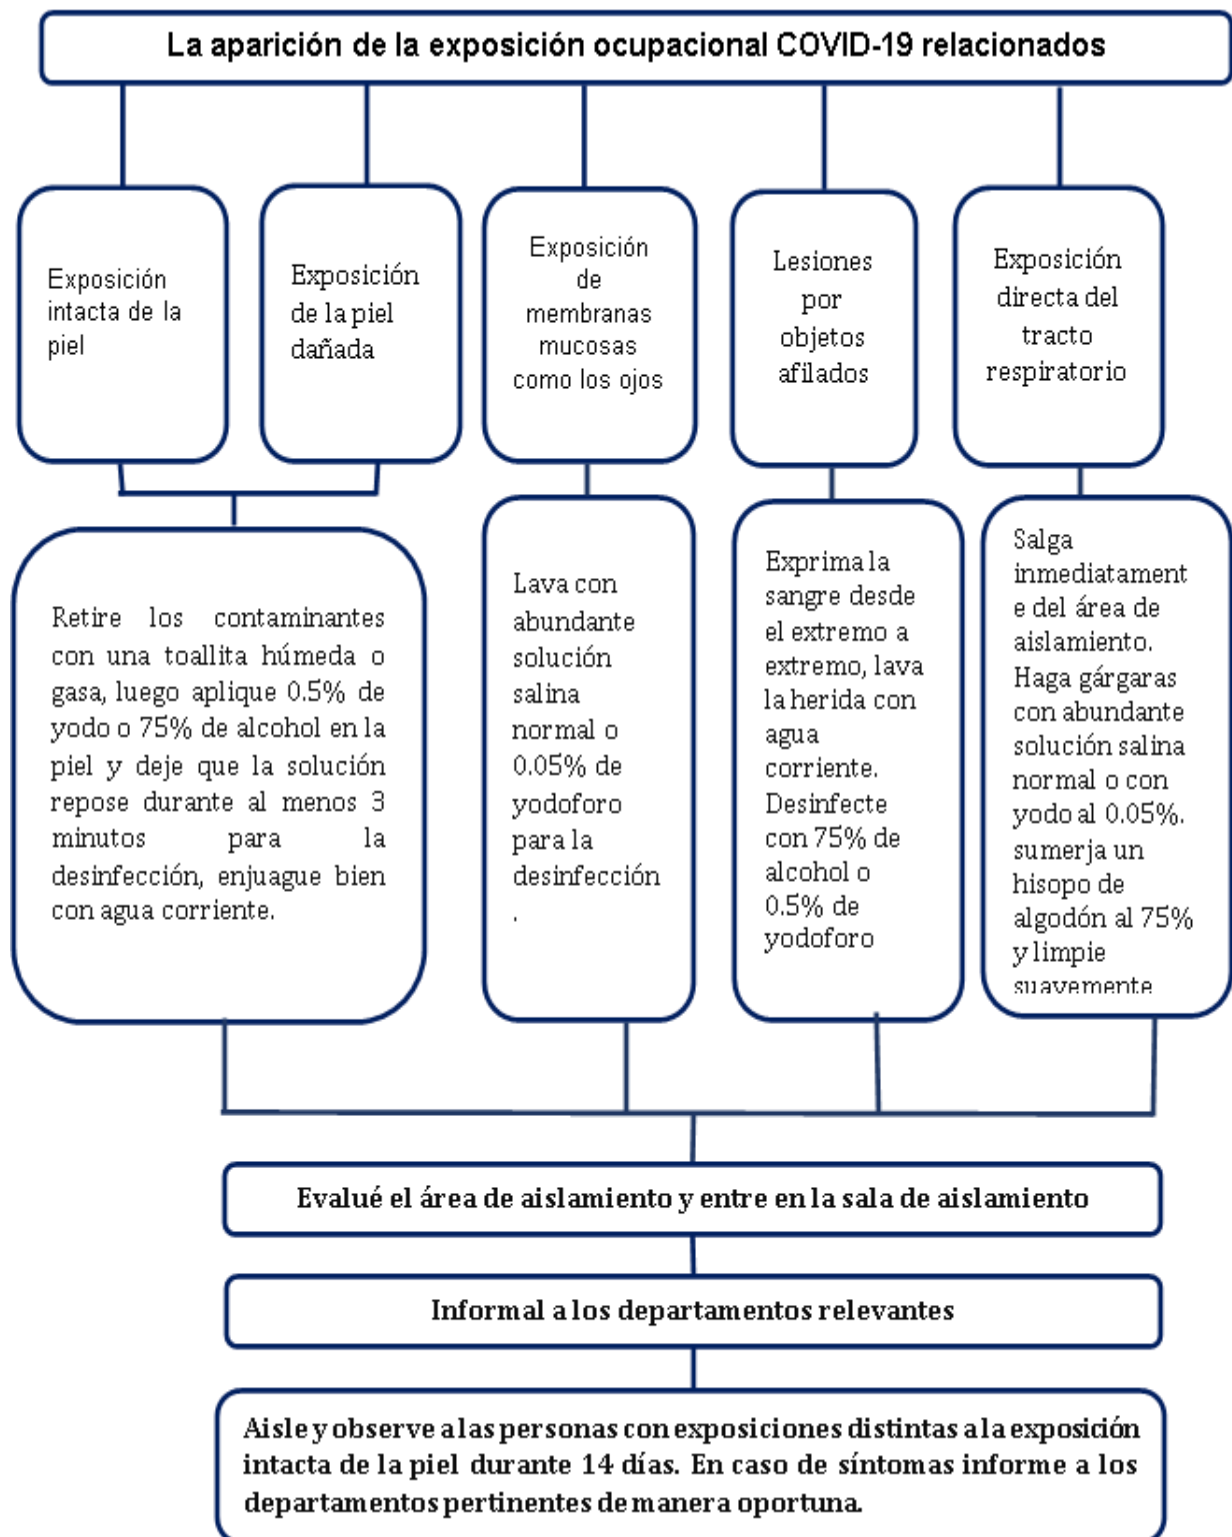 La aparición de la exposición ocupacional COVID-19 relacionados
Exposición
intacta de la
piel
Exposición
de la piel
dañada
Exposición
de
membranas
mucosas
como los ojos
Lesiones
por
objetos
afilados
Exposición
directa del
tracto
respiratorio
Retire los contaminantes
con una toallita húmeda o
gasa, luego aplique 0.5% de
yodo o 75% de alcohol en la
piel y deje que la solución
repose durante al menos 3
minutos para la
desinfección, enjuague bien
con agua corriente.
Lava con
abundante
solución
salina
normal o
0.05% de
yodoforo
para la
desinfección
.
Exprima la
sangre desde
el extremo a
extremo, lava
la herida con
agua
corriente.
Desinfecte
con 75% de
alcohol o
0.5% de
yodoforo
Salga
inmediatament
e del área de
aislamiento.
Haga gárgaras
con abundante
solución salina
normal o con
yodo al 0.05%.
sumerja un
hisopo de
algodón al 75%
y limpie
suavemente
Evalué el área de aislamiento y entre en la sala de aislamiento
Informal a los departamentos relevantes
Aisle y observe a las personas con exposiciones distintas a la exposición
intacta de la piel durante 14 días. En caso de síntomas informe a los
departamentos pertinentes de manera oportuna.